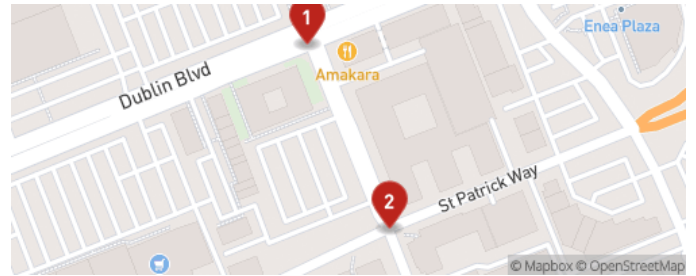 1
Enea Plaza
Amakara
Dublin Blvd
2
St Patrick Way
© Mapbox © OpenStreetMap